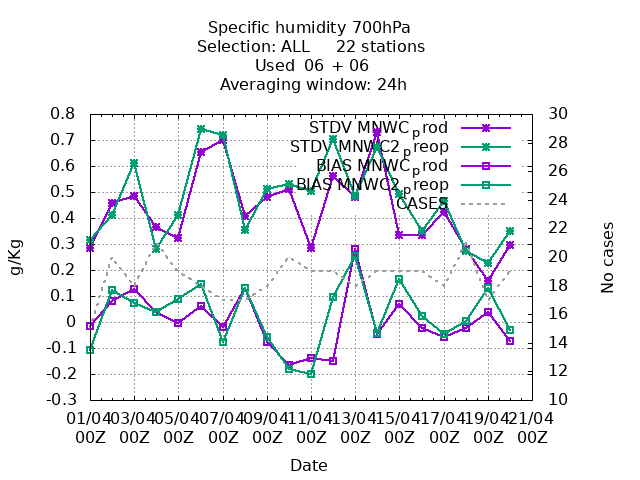 Specific humidity 700hPa
Selection: ALL 22 stations
Used 06 + 06
Averaging window: 24h
0.8
0.7
0.6
0.5
0.4
0.3
0.2
0.1
0
-0.1
-0.2
-0.3
g/Kg
30
28
26
24
22
20
18
16
14
12
10
No cases
STDV MNWC_prod
STDV MNWC2_preop
BIAS MNWC_prod
BIAS MNWC2_preop
CASES
01/04 03/04 05/04 07/04 09/04 11/04 13/04 15/04 17/04 19/04 21/04
00Z 00Z 00Z 00Z 00Z 00Z 00Z 00Z 00Z 00Z 00Z
Date